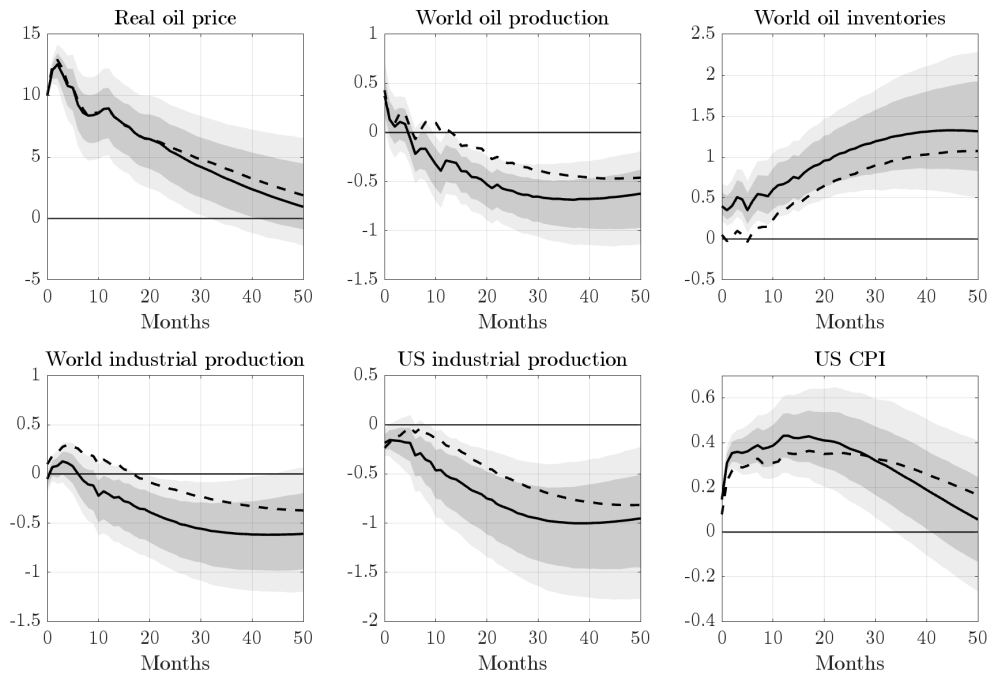 Real oil price
World oil production
World oil inventories
15
10
5
0
-5
0 10 20 30 40 50
Months
1
0.5
0
-0.5
-1
-1.5
0 10 20 30 40 50
Months
2.5
2
1.5
1
0.5
0
-0.5
0 10 20 30 40 50
Months
World industrial production
US industrial production
US CPI
1
0.5
0
-0.5
-1
-1.5
0 10 20 30 40 50
Months
0.5
0
-0.5
-1
-1.5
-2
0 10 20 30 40 50
Months
0.6
0.4
0.2
0
-0.2
-0.4
0 10 20 30 40 50
Months